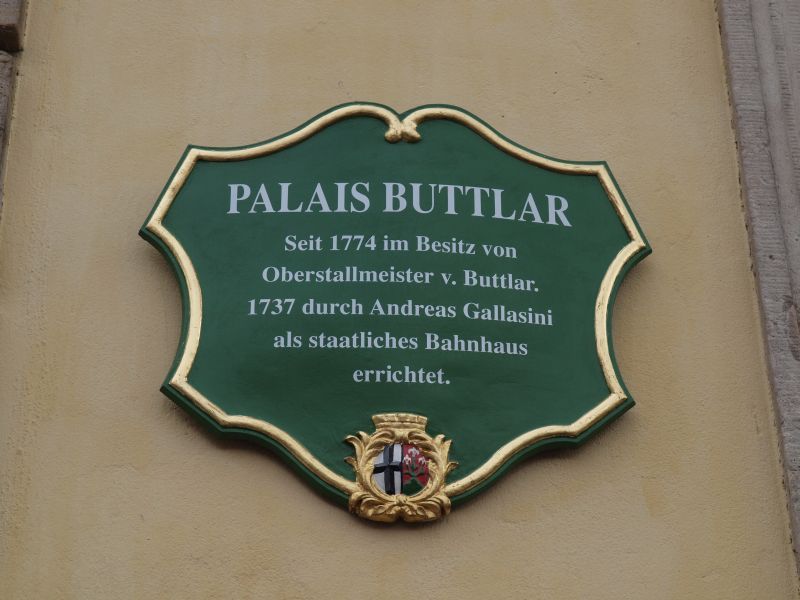 PALAIS BUTTLAR
Seit 1774 im Besitz von
Oberstallmeister v. Buttlar.
1737 durch Andreas Gallasini
als staatliches Bahnhaus
errichtet.